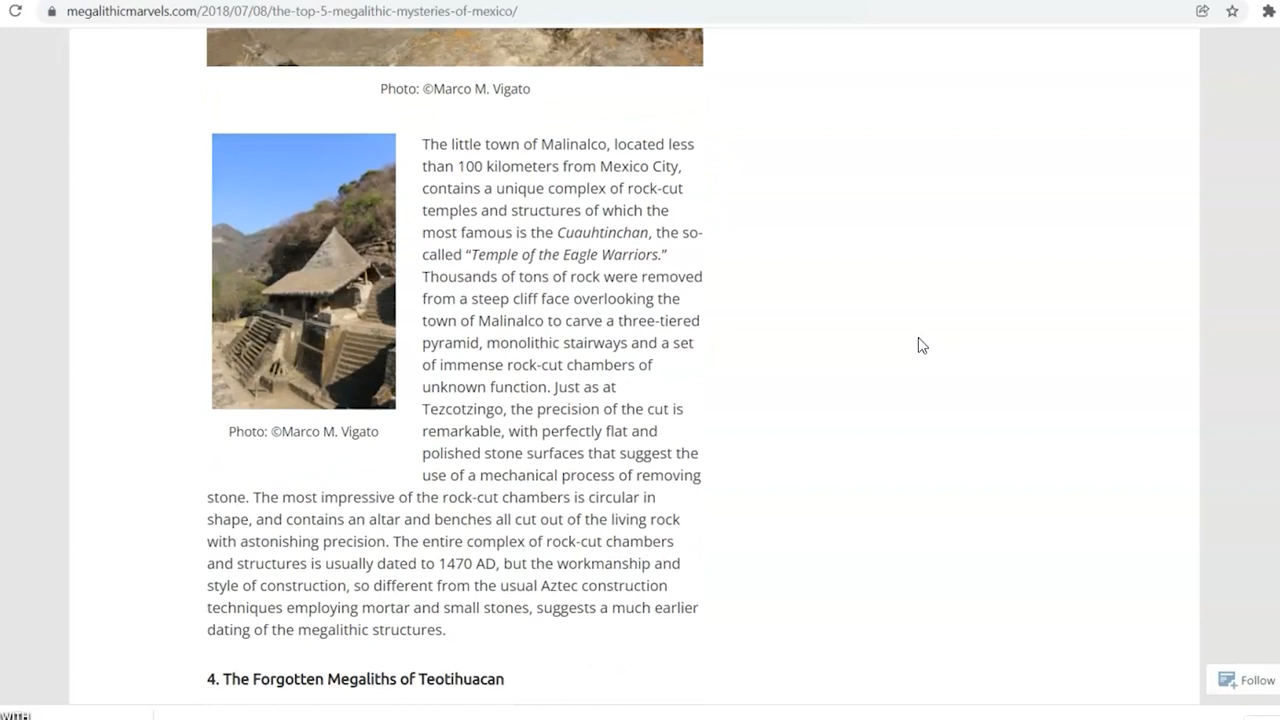 megalithicmarvels.com/2018/07/08/the-top-5-megalithic-mysteries-of-mexico/
Photo: ©Marco M. Vigato
The little town of Malinalco, located less
than 100 kilometers from Mexico City,
contains a unique complex of rock-cut
temples and structures of which the
most famous is the Cuauhtinchan, the so-
called “Temple of the Eagle Warriors.”
Thousands of tons of rock were removed
from a steep cliff face overlooking the
town of Malinalco to carve a three-tiered
pyramid, monolithic stairways and a set
of immense rock-cut chambers of
unknown function. Just as at
Tezcotzingo, the precision of the cut is
remarkable, with perfectly flat and
polished stone surfaces that suggest the
use of a mechanical process of removing
Photo: ©Marco M. Vigato
stone. The most impressive of the rock-cut chambers is circular in
shape, and contains an altar and benches all cut out of the living rock
with astonishing precision. The entire complex of rock-cut chambers
and structures is usually dated to 1470 AD, but the workmanship and
style of construction, so different from the usual Aztec construction
techniques employing mortar and small stones, suggests a much earlier
dating of the megalithic structures.
4. The Forgotten Megaliths of Teotihuacan
Follow
WITH